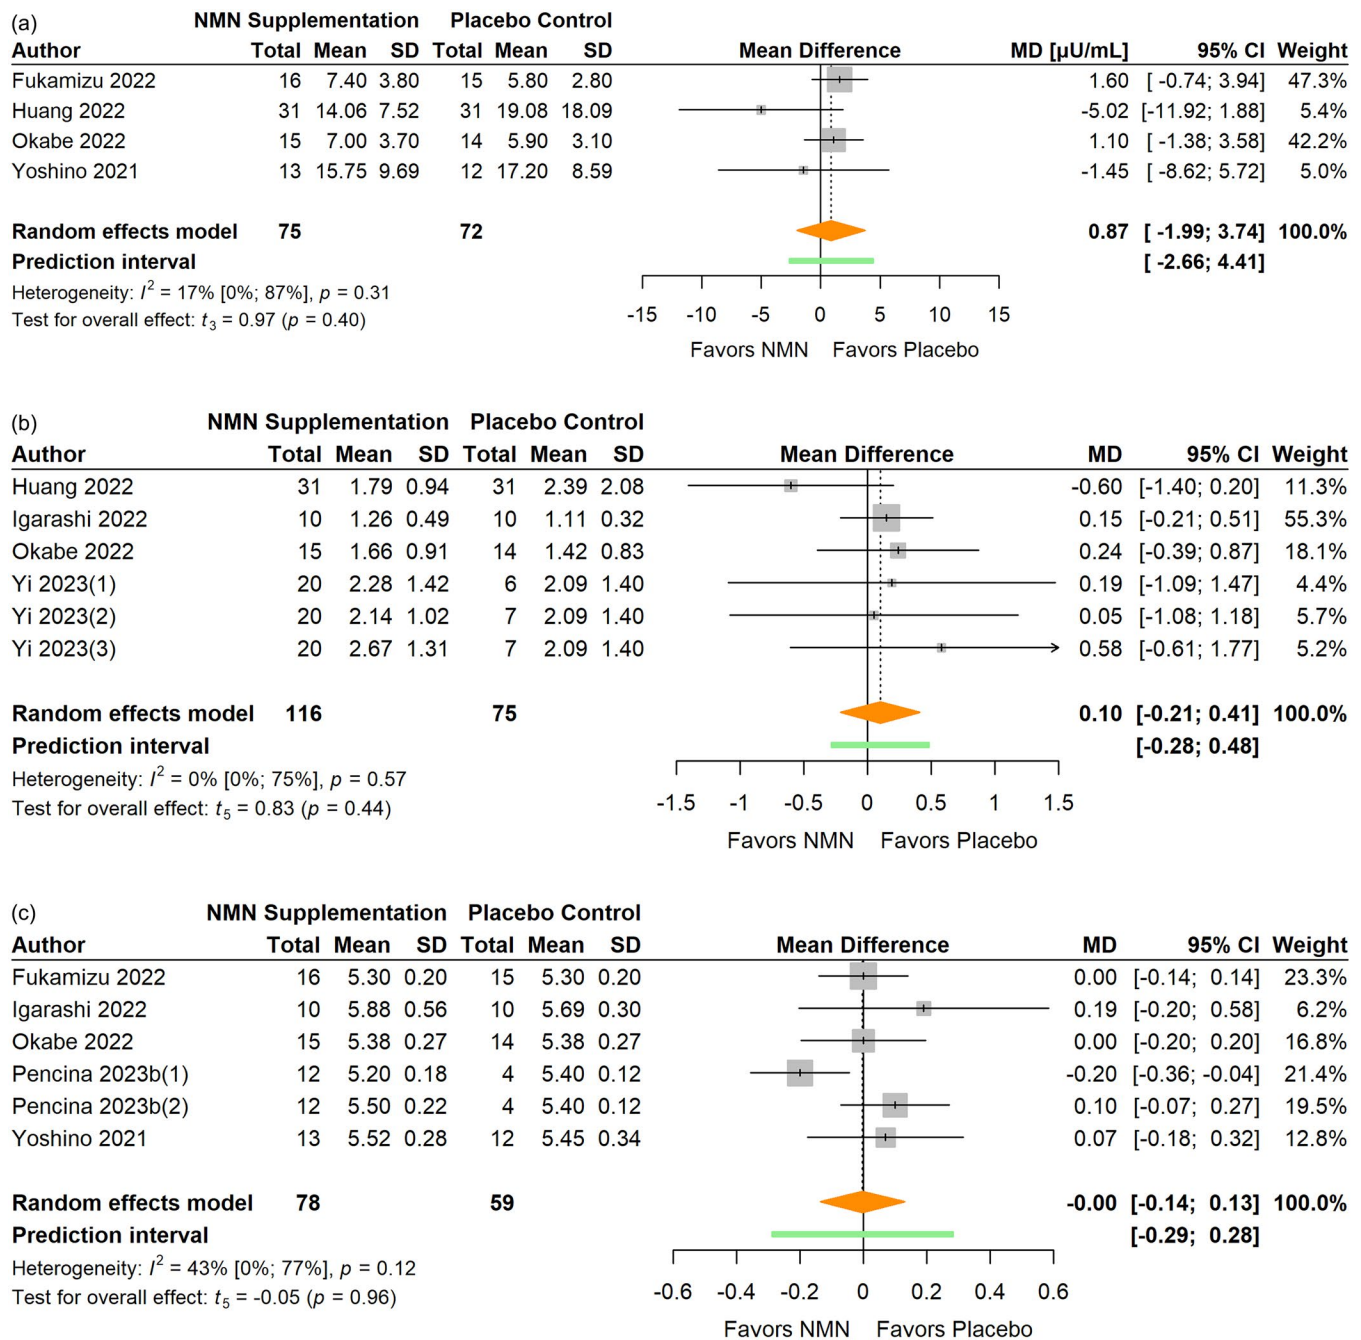 (a) NMN Supplementation Placebo Control
Author Total Mean SD Total Mean SD Mean Difference MD [µU/mL] 95% CI Weight
Fukamizu 2022 16 7.40 3.80 15 5.80 2.80 1.60 [ -0.74; 3.94] 47.3%
Huang 2022 31 14.06 7.52 31 19.08 18.09 -5.02 [-11.92; 1.88] 5.4%
Okabe 2022 15 7.00 3.70 14 5.90 3.10 1.10 [ -1.38; 3.58] 42.2%
Yoshino 2021 13 15.75 9.69 12 17.20 8.59 -1.45 [ -8.62; 5.72] 5.0%
Random effects model 75 72 0.87 [ -1.99; 3.74] 100.0%
Prediction interval [ -2.66; 4.41]
Heterogeneity: I² = 17% [0%; 87%], p = 0.31
Test for overall effect: t₃ = 0.97 (p = 0.40)
-15 -10 -5 0 5 10 15
Favors NMN Favors Placebo
(b) NMN Supplementation Placebo Control
Author Total Mean SD Total Mean SD Mean Difference MD 95% CI Weight
Huang 2022 31 1.79 0.94 31 2.39 2.08 -0.60 [-1.40; 0.20] 11.3%
Igarashi 2022 10 1.26 0.49 10 1.11 0.32 0.15 [-0.21; 0.51] 55.3%
Okabe 2022 15 1.66 0.91 14 1.42 0.83 0.24 [-0.39; 0.87] 18.1%
Yi 2023(1) 20 2.28 1.42 6 2.09 1.40 0.19 [-1.09; 1.47] 4.4%
Yi 2023(2) 20 2.14 1.02 7 2.09 1.40 0.05 [-1.08; 1.18] 5.7%
Yi 2023(3) 20 2.67 1.31 7 2.09 1.40 0.58 [-0.61; 1.77] 5.2%
Random effects model 116 75 0.10 [-0.21; 0.41] 100.0%
Prediction interval [-0.28; 0.48]
Heterogeneity: I² = 0% [0%; 75%], p = 0.57
Test for overall effect: t₅ = 0.83 (p = 0.44)
-1.5 -1 -0.5 0 0.5 1 1.5
Favors NMN Favors Placebo
(c) NMN Supplementation Placebo Control
Author Total Mean SD Total Mean SD Mean Difference MD 95% CI Weight
Fukamizu 2022 16 5.30 0.20 15 5.30 0.20 0.00 [-0.14; 0.14] 23.3%
Igarashi 2022 10 5.88 0.56 10 5.69 0.30 0.19 [-0.20; 0.58] 6.2%
Okabe 2022 15 5.38 0.27 14 5.38 0.27 0.00 [-0.20; 0.20] 16.8%
Pencina 2023b(1) 12 5.20 0.18 4 5.40 0.12 -0.20 [-0.36; -0.04] 21.4%
Pencina 2023b(2) 12 5.50 0.22 4 5.40 0.12 0.10 [-0.07; 0.27] 19.5%
Yoshino 2021 13 5.52 0.28 12 5.45 0.34 0.07 [-0.18; 0.32] 12.8%
Random effects model 78 59 -0.00 [-0.14; 0.13] 100.0%
Prediction interval [-0.29; 0.28]
Heterogeneity: I² = 43% [0%; 77%], p = 0.12
Test for overall effect: t₅ = -0.05 (p = 0.96)
-0.6 -0.4 -0.2 0 0.2 0.4 0.6
Favors NMN Favors Placebo